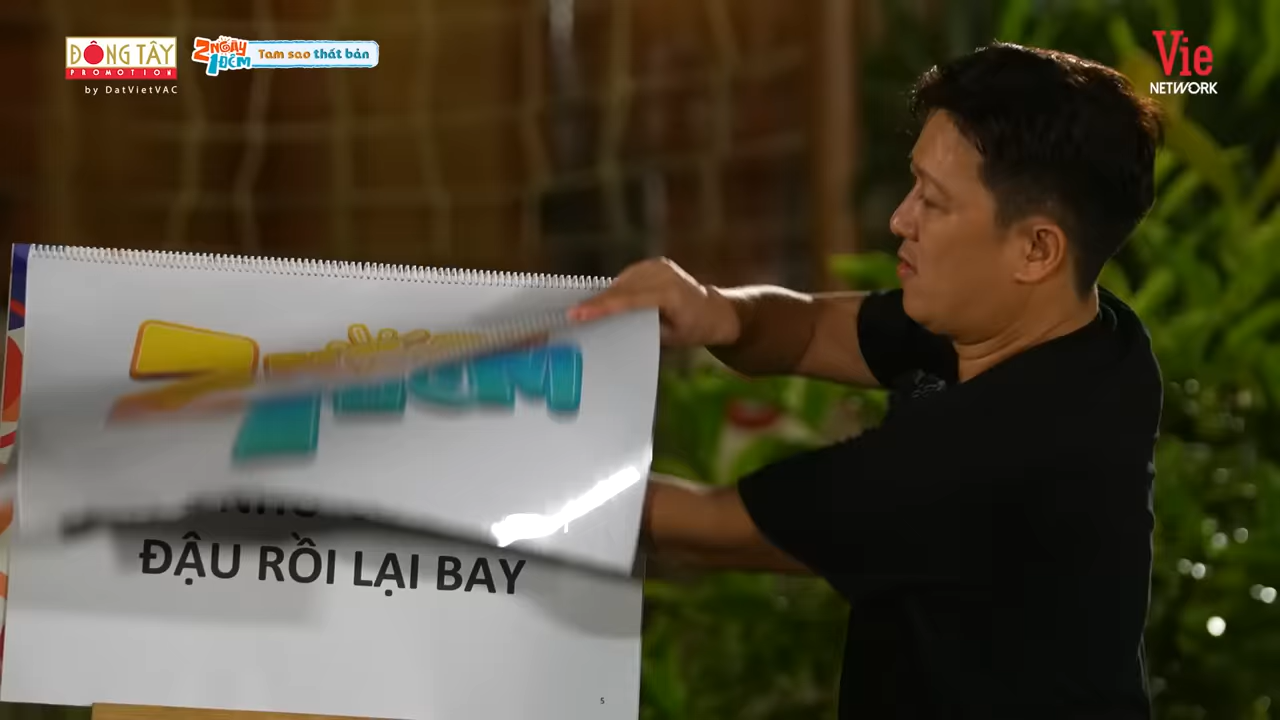 ĐÔNG TÂY
PROMOTION
by DatVietVAC
2 NGÀY 1 ĐÊM
Tam sao thất bản
Vie
NETWORK
ĐẬU RỒI LẠI BAY
5